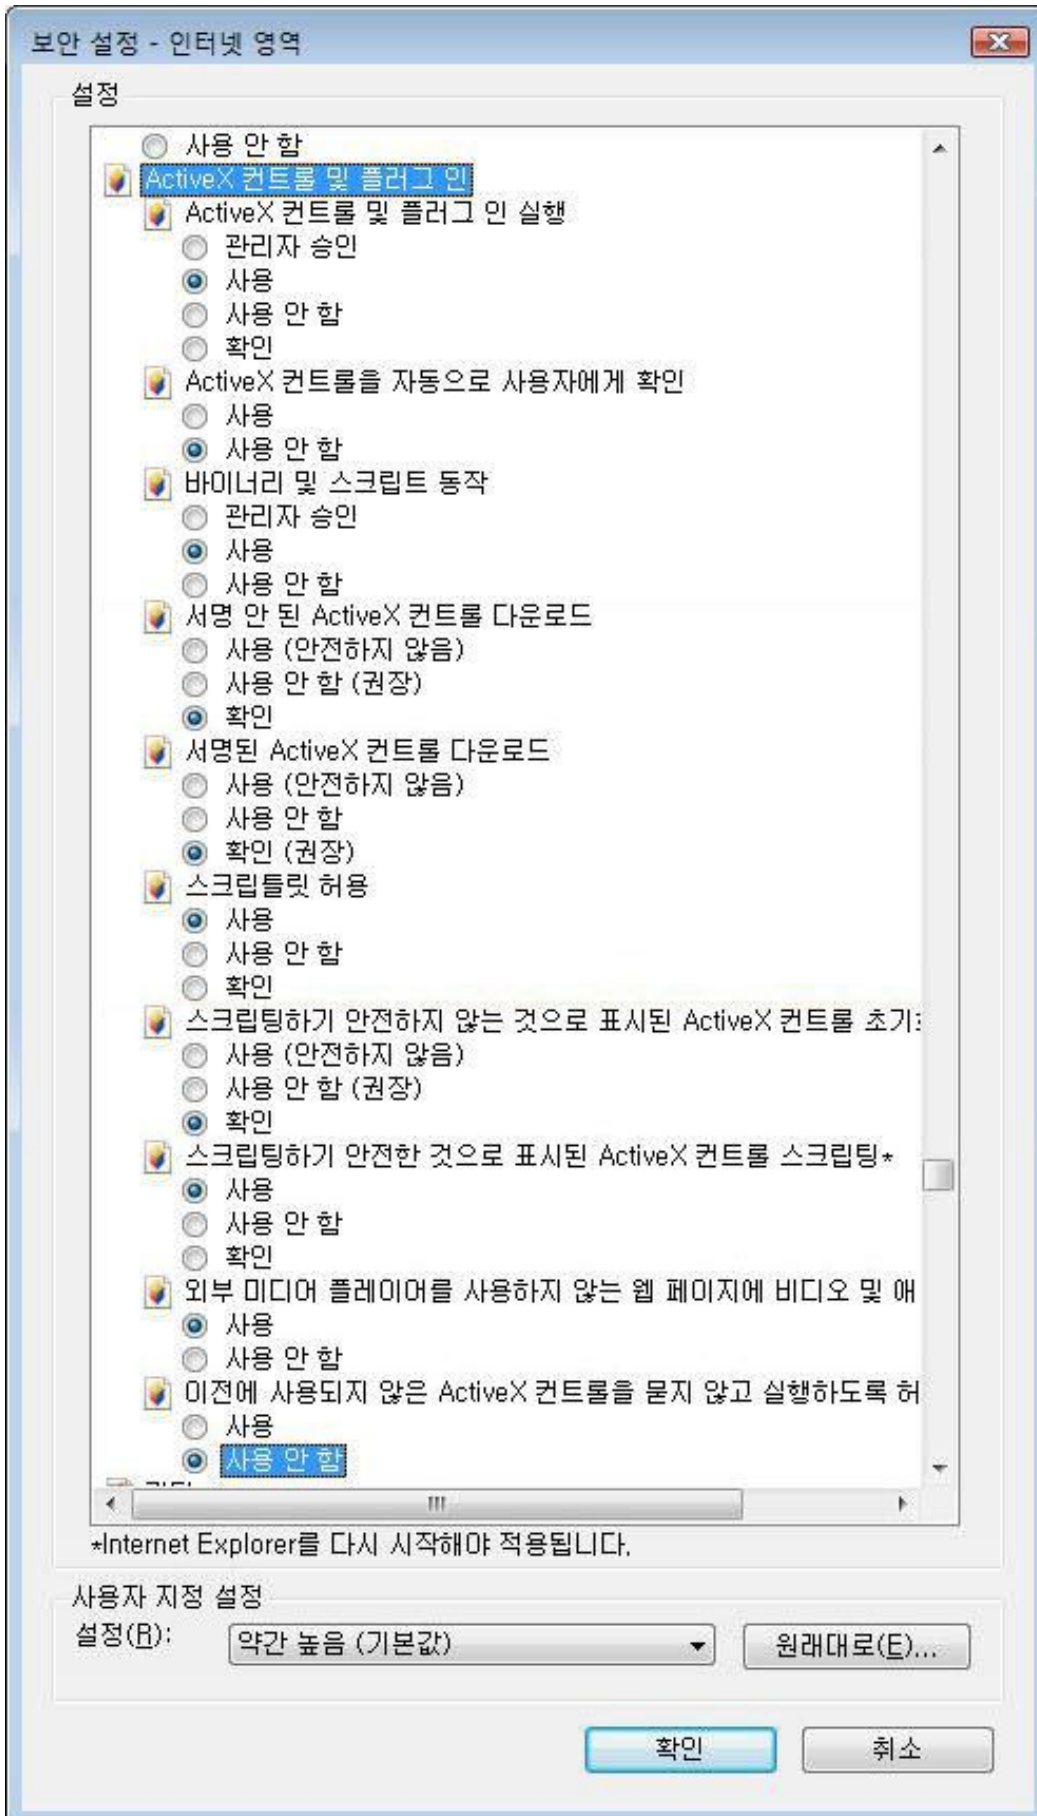 보안 설정 - 인터넷 영역
설정
사용 안 함
ActiveX 컨트롤 및 플러그 인
ActiveX 컨트롤 및 플러그 인 실행
관리자 승인
사용
사용 안 함
확인
ActiveX 컨트롤을 자동으로 사용자에게 확인
사용
사용 안 함
바이너리 및 스크립트 동작
관리자 승인
사용
사용 안 함
서명 안 된 ActiveX 컨트롤 다운로드
사용 (안전하지 않음)
사용 안 함 (권장)
확인
서명된 ActiveX 컨트롤 다운로드
사용 (안전하지 않음)
사용 안 함
확인 (권장)
스크립틀릿 허용
사용
사용 안 함
확인
스크립팅하기 안전하지 않는 것으로 표시된 ActiveX 컨트롤 초기
사용 (안전하지 않음)
사용 안 함 (권장)
확인
스크립팅하기 안전한 것으로 표시된 ActiveX 컨트롤 스크립팅*
사용
사용 안 함
확인
외부 미디어 플레이어를 사용하지 않는 웹 페이지에 비디오 및 애
사용
사용 안 함
이전에 사용되지 않은 ActiveX 컨트롤을 묻지 않고 실행하도록 허
사용
사용 안 함
*Internet Explorer를 다시 시작해야 적용됩니다.
사용자 지정 설정
설정(R):
약간 높음 (기본값)
원래대로(E)...
확인
취소